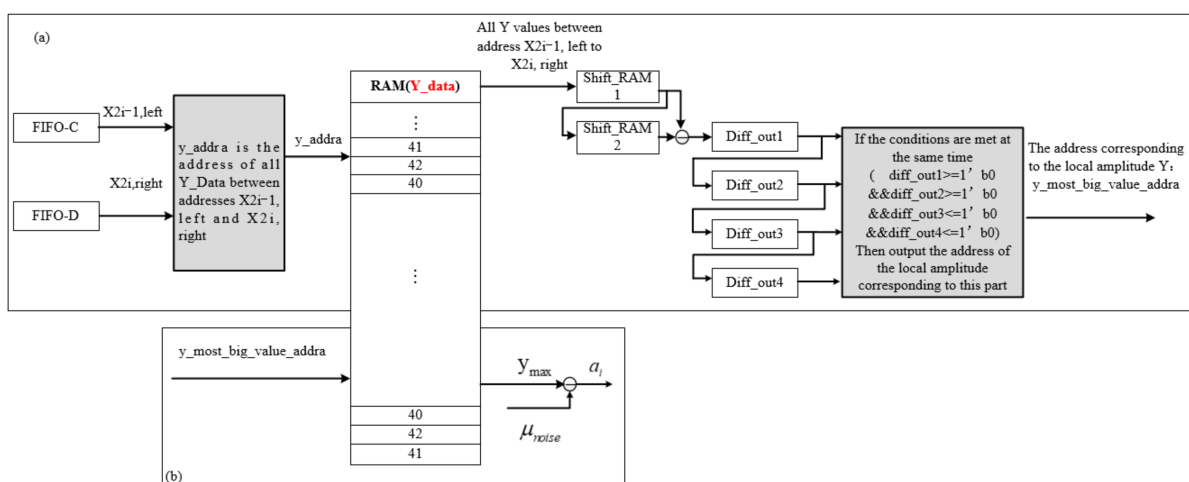 (a)
FIFO-C
X2i-1,left
FIFO-D
X2i,right
y_addra is the
address of all
Y_Data between
addresses X2i-1,
left and X2i,
right
y_addra
RAM(Y_data)
⋮
41
42
40
⋮
40
42
41
All Y values between
address X2i-1, left to
X2i, right
Shift_RAM
1
Shift_RAM
2
Diff_out1
Diff_out2
Diff_out3
Diff_out4
If the conditions are met at
the same time
( diff_out1>=1’ b0
&&diff_out2>=1’ b0
&&diff_out3<=1’ b0
&&diff_out4<=1’ b0)
Then output the address of
the local amplitude
corresponding to this part
The address corresponding
to the local amplitude Y:
y_most_big_value_addra
y_most_big_value_addra
y_max
a_i
μ_noise
(b)